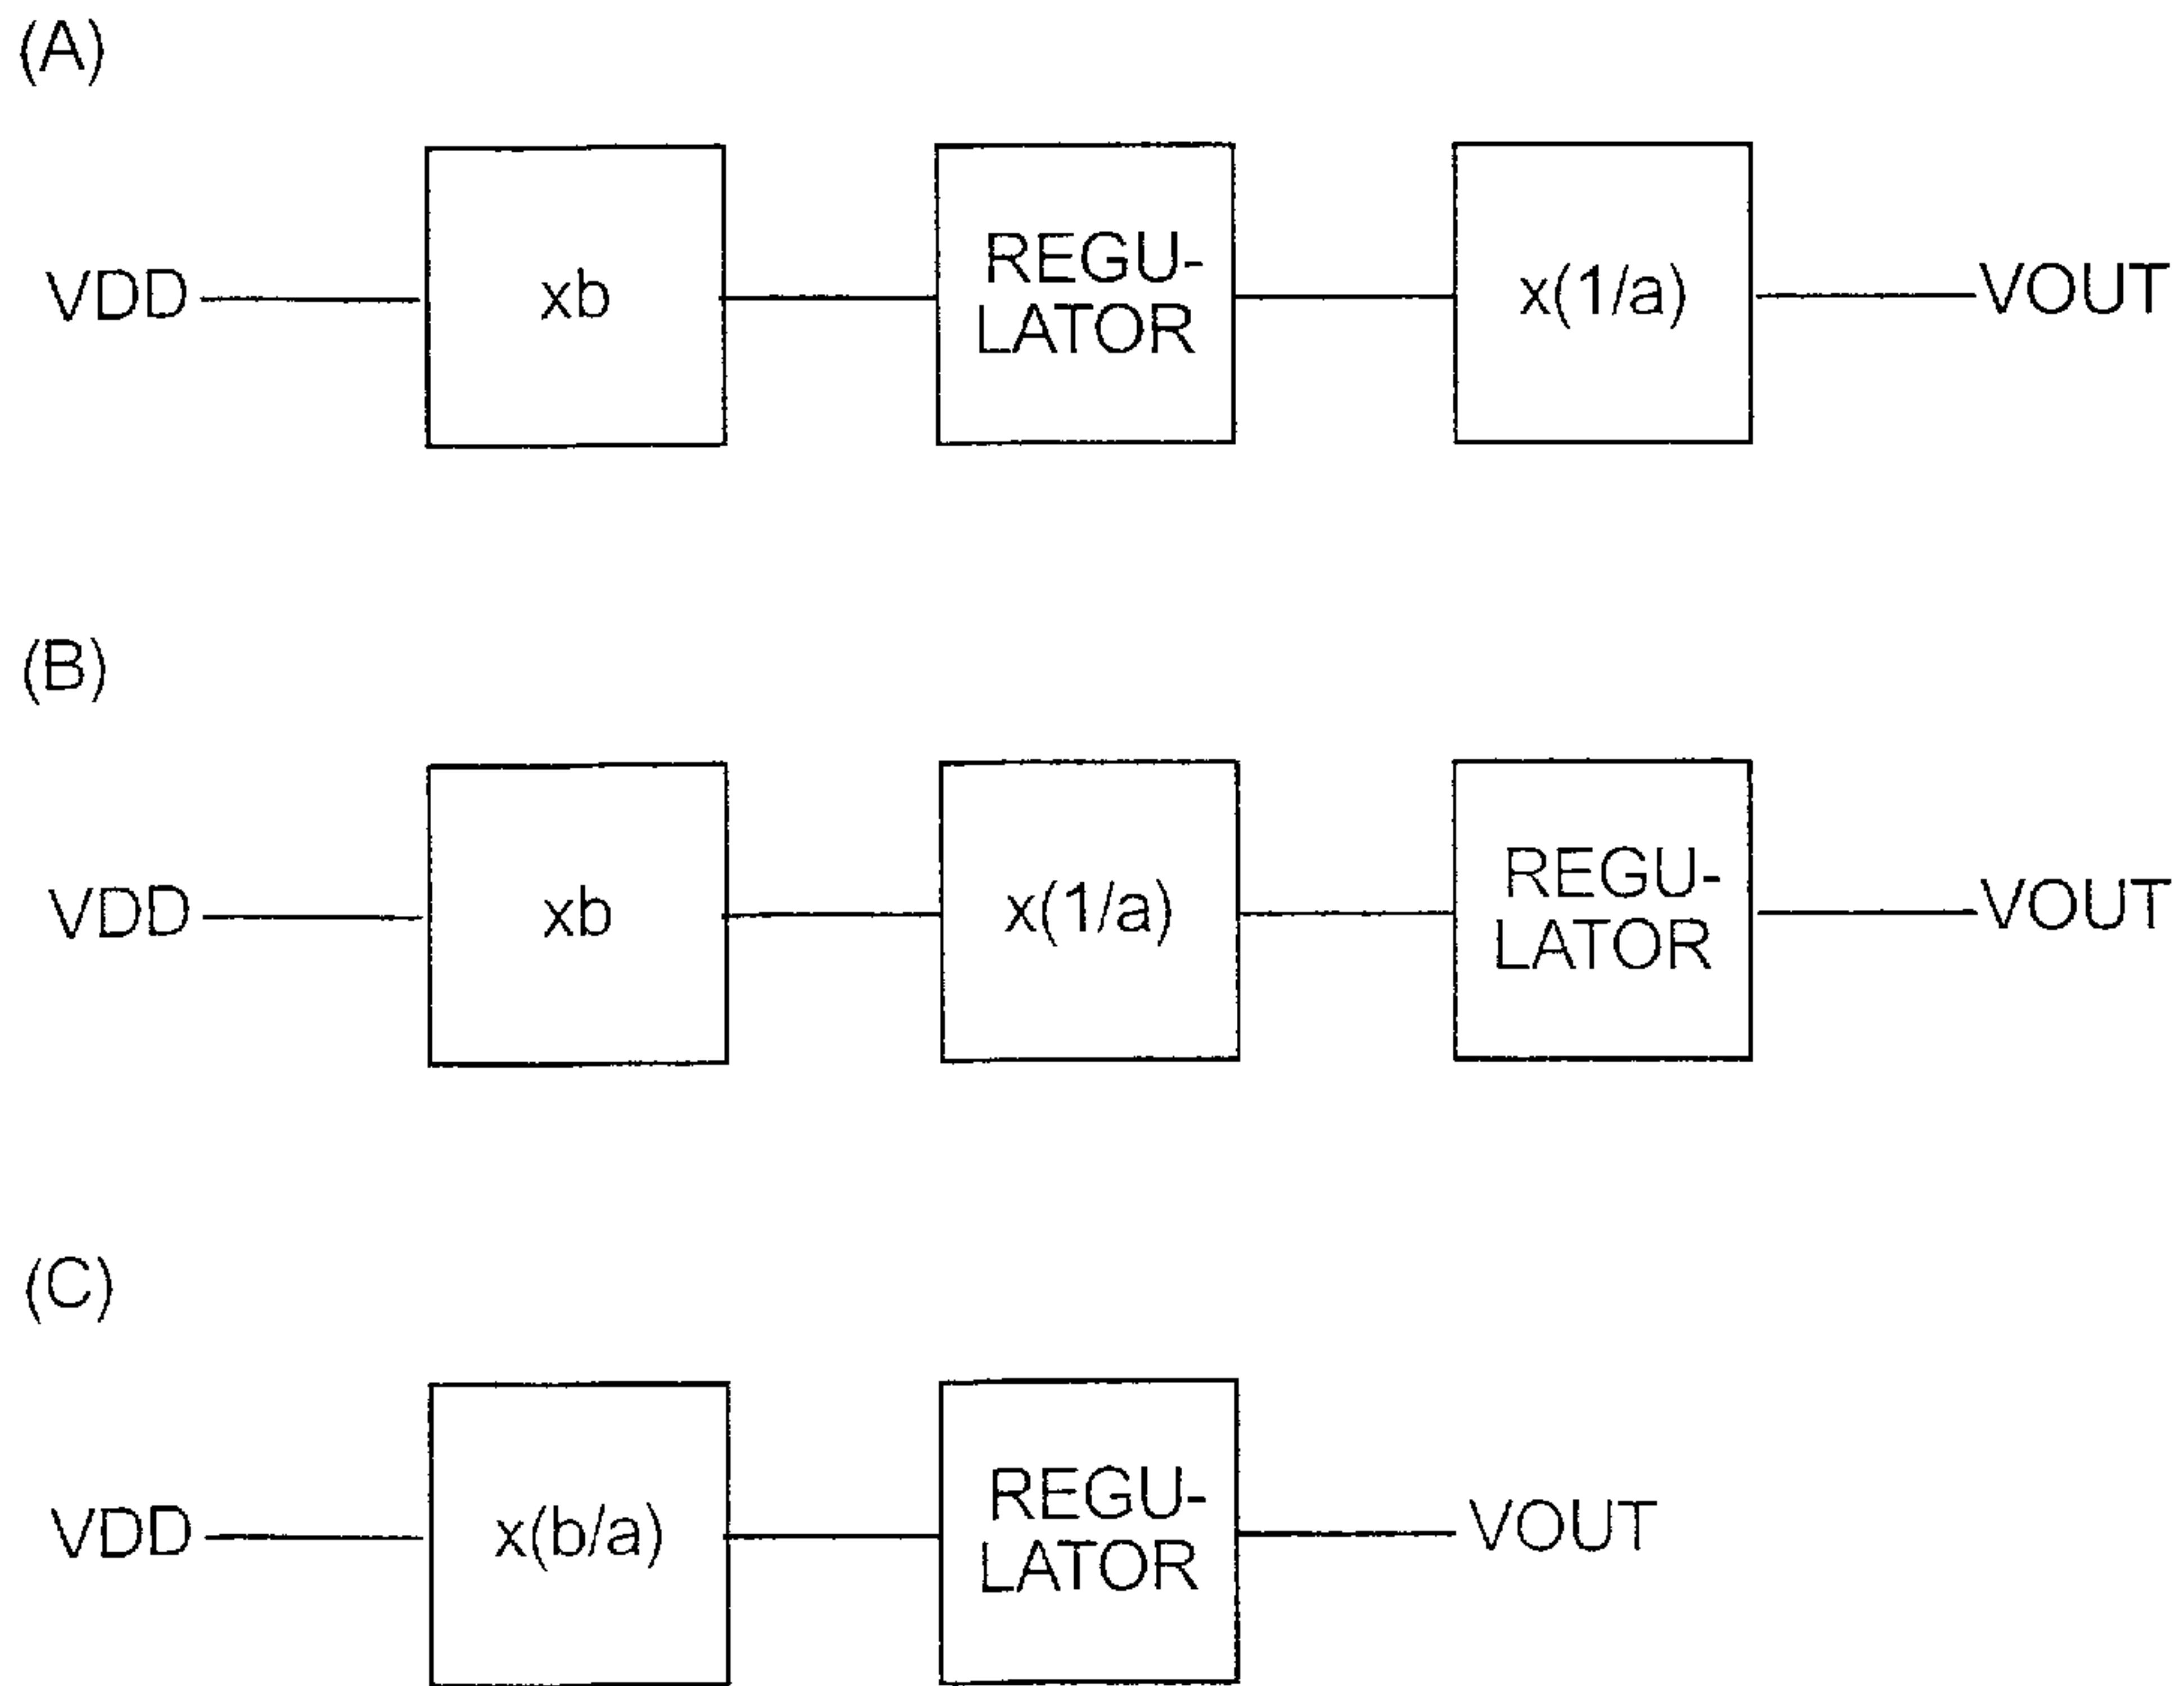 (A)
VDD xb REGU-
LATOR x(1/a) VOUT
(B)
VDD xb x(1/a) REGU-
LATOR VOUT
(C)
VDD x(b/a) REGU-
LATOR VOUT